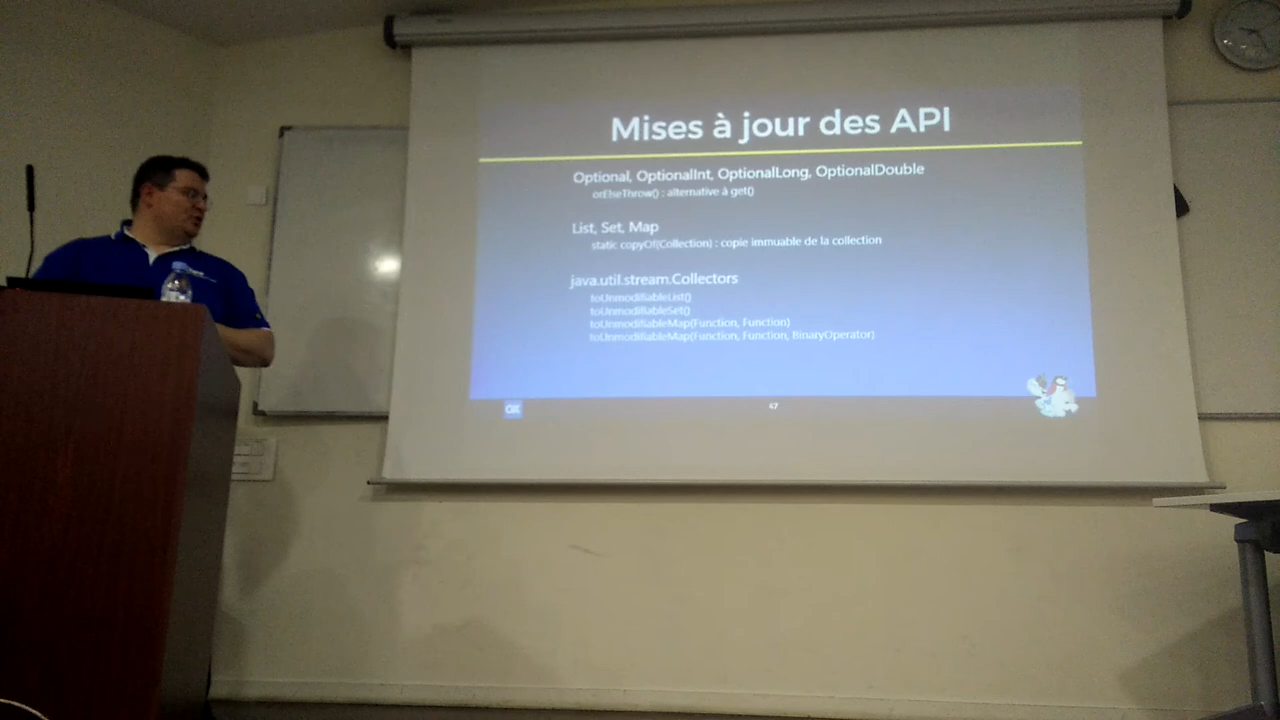 Mises à jour des API
Optional, OptionalInt, OptionalLong, OptionalDouble
orElseThrow() : alternative à get()
List, Set, Map
static copyOf(Collection) : copie immuable de la collection
java.util.stream.Collectors
toUnmodifiableList()
toUnmodifiableSet()
toUnmodifiableMap(Function, Function)
toUnmodifiableMap(Function, Function, BinaryOperator)
47